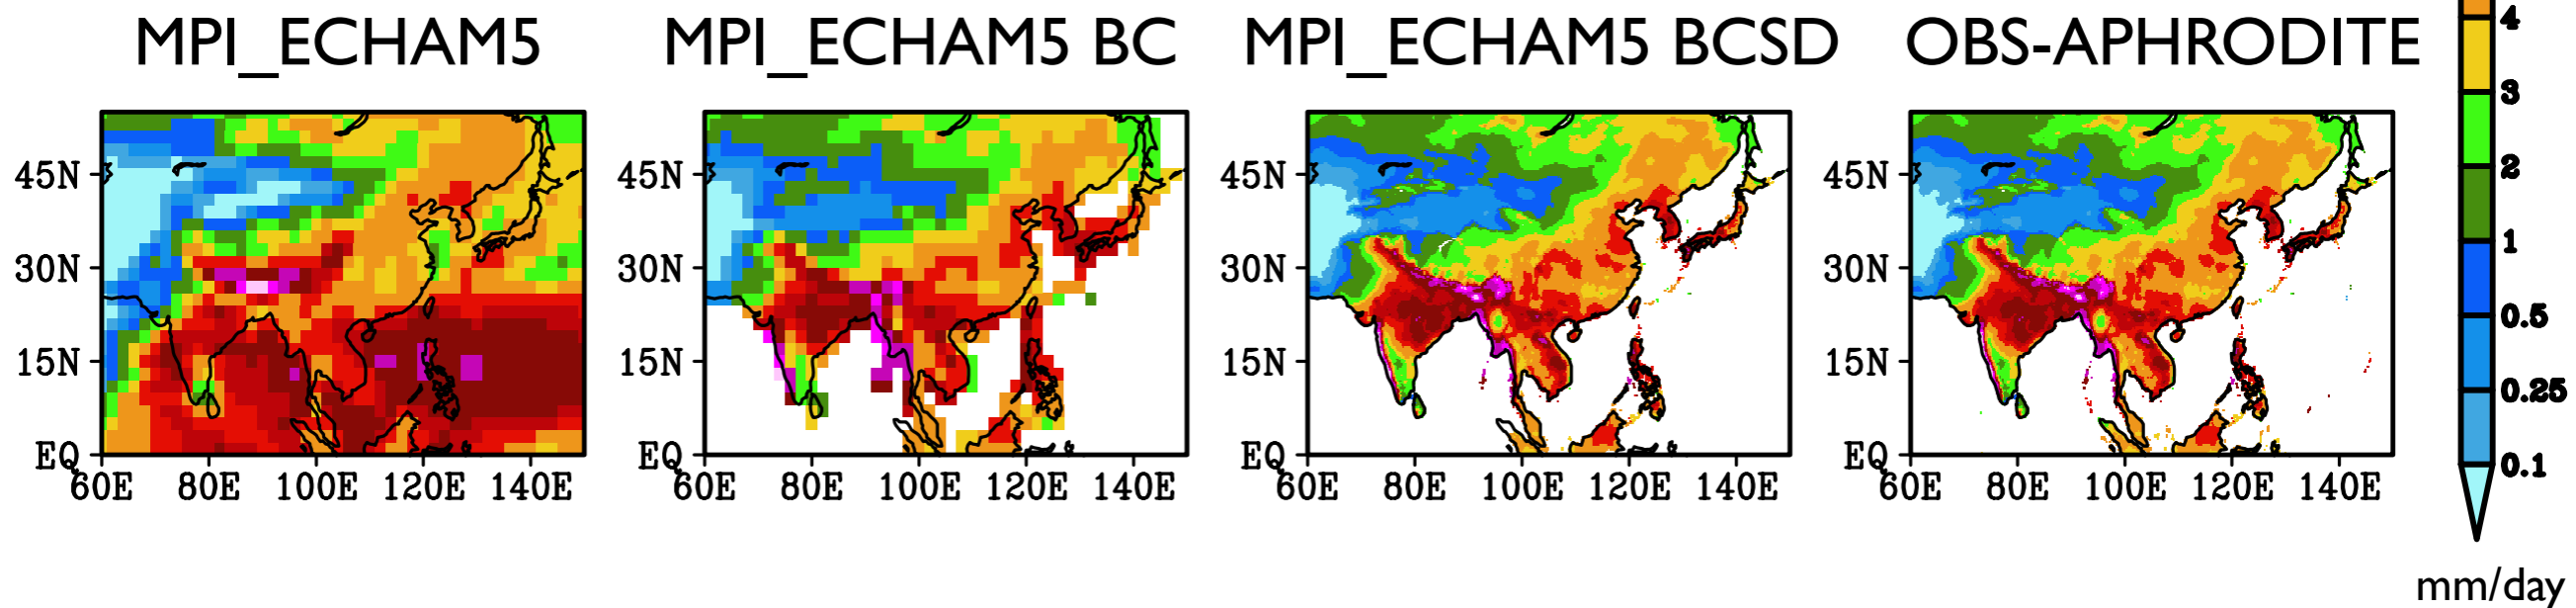 MPI_ECHAM5 MPI_ECHAM5 BC MPI_ECHAM5 BCSD OBS-APHRODITE
4
3
2
1
0.5
0.25
0.1
mm/day
45N
30N
15N
EQ
60E 80E 100E 120E 140E
45N
30N
15N
EQ
60E 80E 100E 120E 140E
45N
30N
15N
EQ
60E 80E 100E 120E 140E
45N
30N
15N
EQ
60E 80E 100E 120E 140E